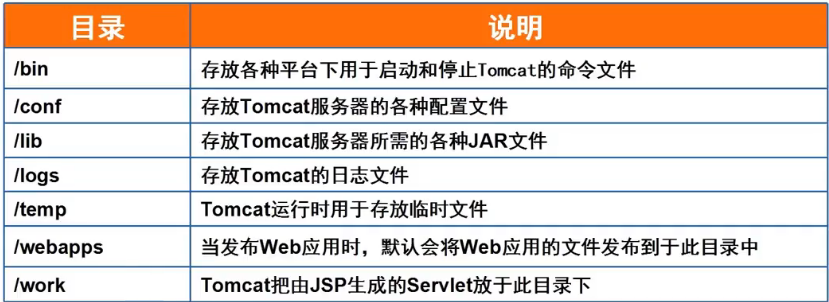 目录 说明
/bin 存放各种平台下用于启动和停止Tomcat的命令文件
/conf 存放Tomcat服务器的各种配置文件
/lib 存放Tomcat服务器所需的各种JAR文件
/logs 存放Tomcat的日志文件
/temp Tomcat运行时用于存放临时文件
/webapps 当发布Web应用时，默认会将Web应用的文件发布到于此目录中
/work Tomcat把由JSP生成的Servlet放于此目录下